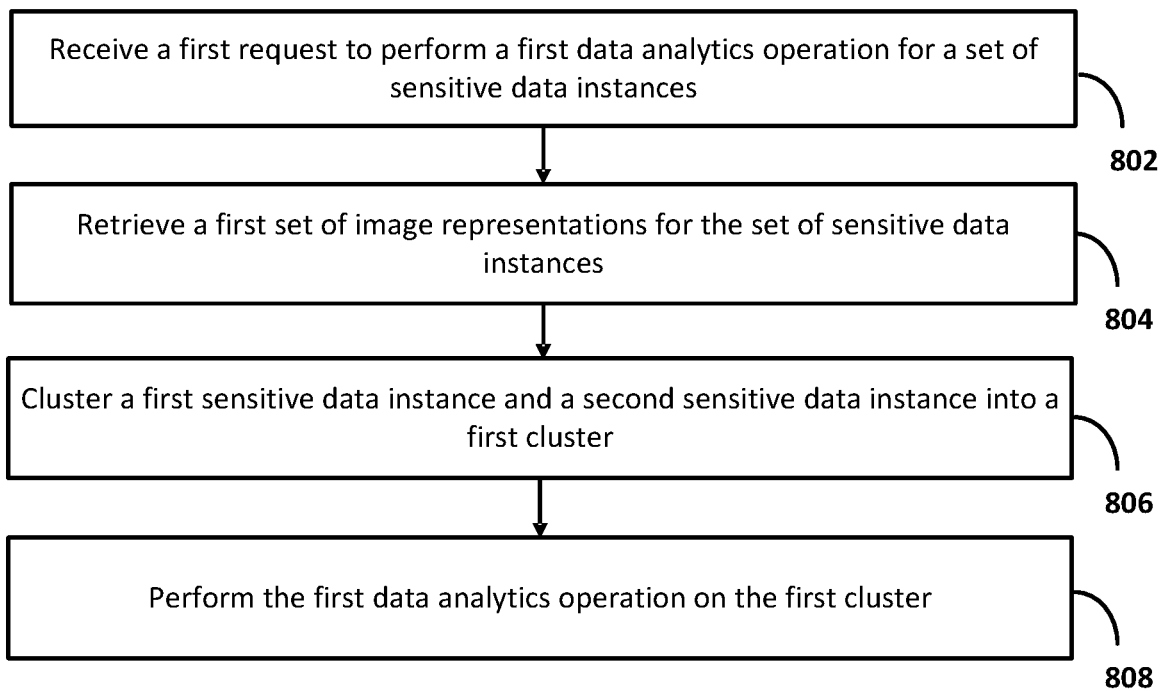 Receive a first request to perform a first data analytics operation for a set of
sensitive data instances
802
Retrieve a first set of image representations for the set of sensitive data
instances
804
Cluster a first sensitive data instance and a second sensitive data instance into a
first cluster
806
Perform the first data analytics operation on the first cluster
808